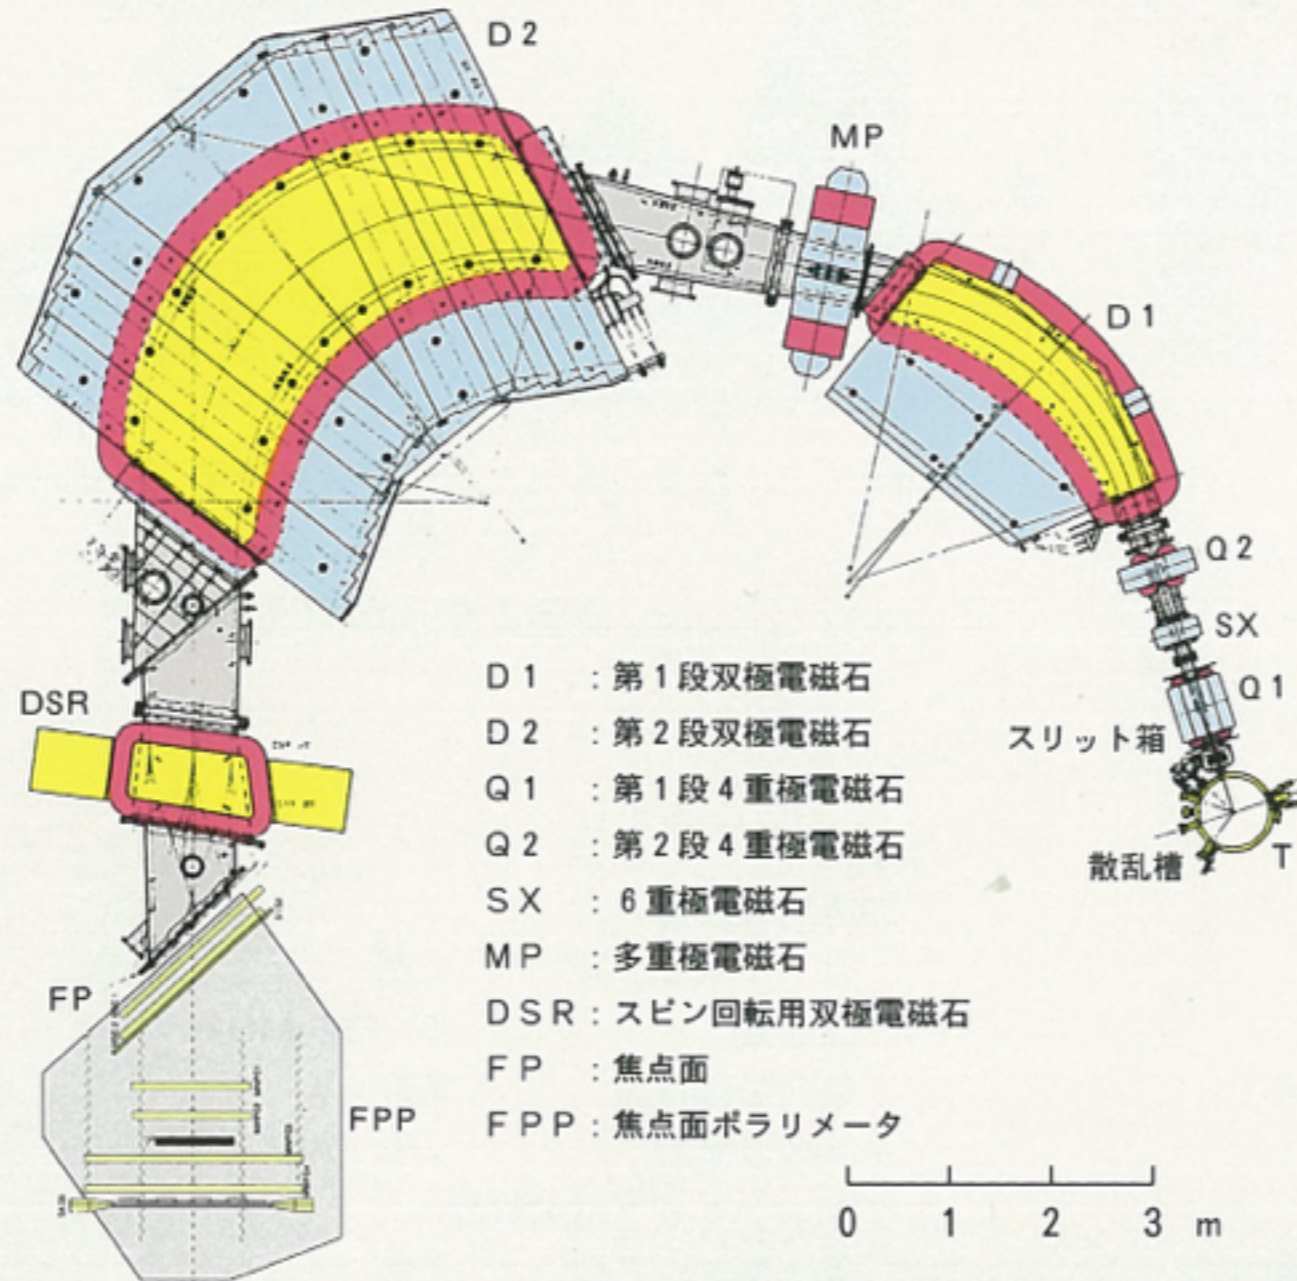 D2
MP
D1
Q2
SX
Q1
DSR
スリット箱
散乱槽
T
FP
FPP
D1 : 第1段双極電磁石
D2 : 第2段双極電磁石
Q1 : 第1段4重極電磁石
Q2 : 第2段4重極電磁石
SX : 6重極電磁石
MP : 多重極電磁石
DSR : スピン回転用双極電磁石
FP : 焦点面
FPP : 焦点面ポラリメータ
0 1 2 3 m